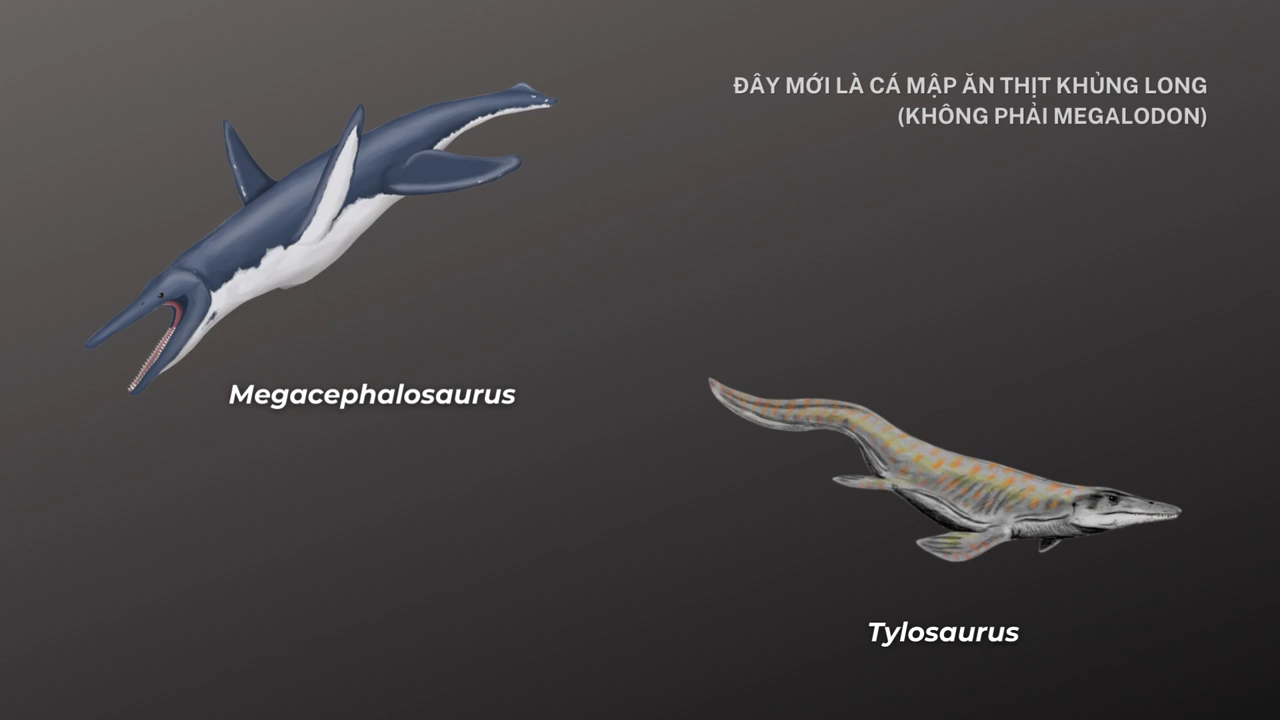 ĐÂY MỚI LÀ CÁ MẬP ĂN THỊT KHỦNG LONG
(KHÔNG PHẢI MEGALODON)
Megacephalosaurus
Tylosaurus